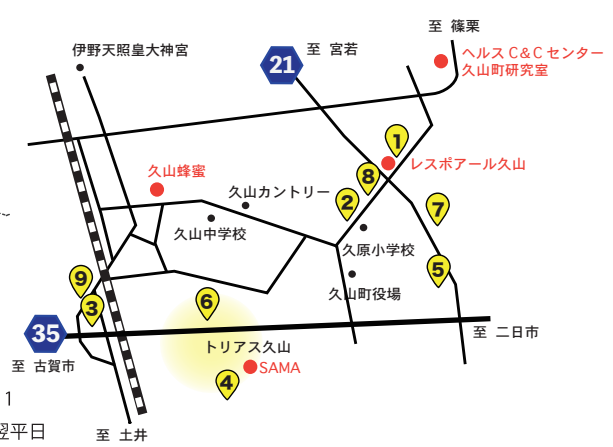 至 篠栗
伊野天照皇大神宮
21
至 宮若
ヘルスC&Cセンター
久山町研究室
1
レスポアール久山
久山蜂蜜
8
久山カントリー
2
7
久山中学校
久原小学校
5
9
久山町役場
3
6
35
至 二日市
トリアス久山
至 古賀市
SAMA
4
1
翌平日
至 土井